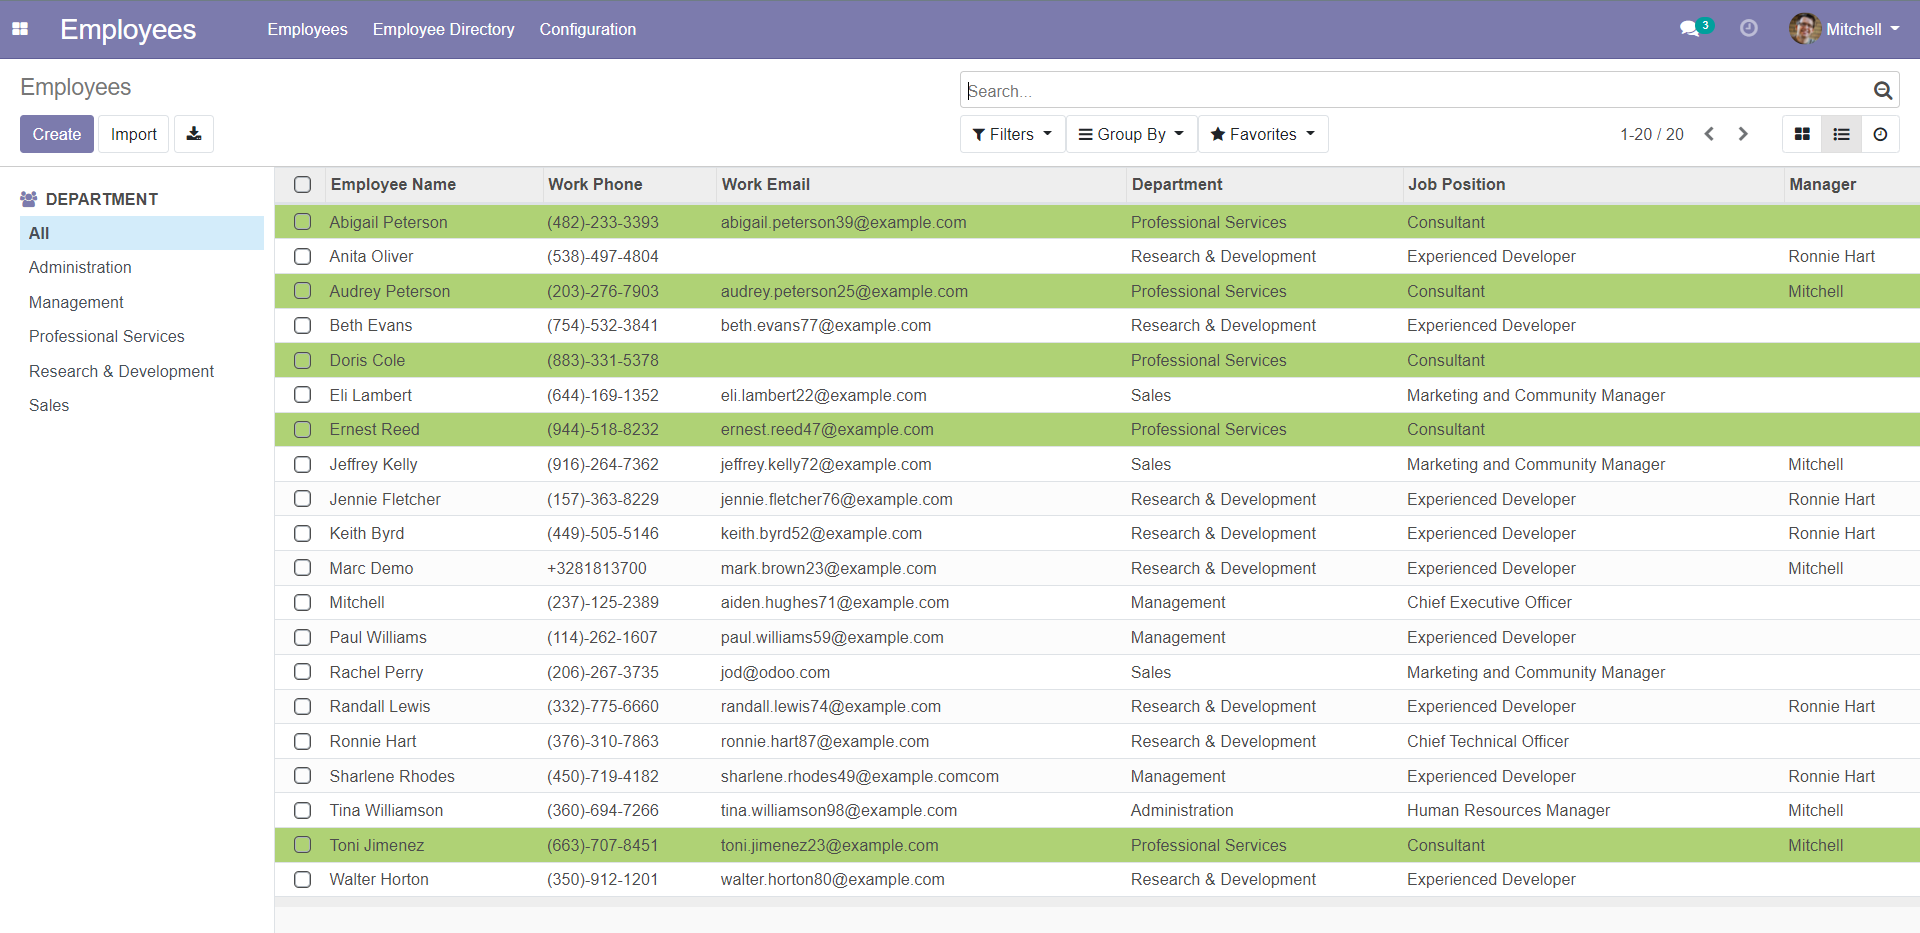 Employees Employees Employee Directory Configuration 3 Mitchell
Employees
Search...
Create Import Filters Group By Favorites 1-20 / 20
DEPARTMENT
All
Administration
Management
Professional Services
Research & Development
Sales
Employee Name Work Phone Work Email Department Job Position Manager
Abigail Peterson (482)-233-3393 abigail.peterson39@example.com Professional Services Consultant
Anita Oliver (538)-497-4804 Research & Development Experienced Developer Ronnie Hart
Audrey Peterson (203)-276-7903 audrey.peterson25@example.com Professional Services Consultant Mitchell
Beth Evans (754)-532-3841 beth.evans77@example.com Research & Development Experienced Developer
Doris Cole (883)-331-5378 Professional Services Consultant
Eli Lambert (644)-169-1352 eli.lambert22@example.com Sales Marketing and Community Manager
Ernest Reed (944)-518-8232 ernest.reed47@example.com Professional Services Consultant
Jeffrey Kelly (916)-264-7362 jeffrey.kelly72@example.com Sales Marketing and Community Manager Mitchell
Jennie Fletcher (157)-363-8229 jennie.fletcher76@example.com Research & Development Experienced Developer Ronnie Hart
Keith Byrd (449)-505-5146 keith.byrd52@example.com Research & Development Experienced Developer Ronnie Hart
Marc Demo +3281813700 mark.brown23@example.com Research & Development Experienced Developer Mitchell
Mitchell (237)-125-2389 aiden.hughes71@example.com Management Chief Executive Officer
Paul Williams (114)-262-1607 paul.williams59@example.com Management Experienced Developer
Rachel Perry (206)-267-3735 jod@odoo.com Sales Marketing and Community Manager
Randall Lewis (332)-775-6660 randall.lewis74@example.com Research & Development Experienced Developer Ronnie Hart
Ronnie Hart (376)-310-7863 ronnie.hart87@example.com Research & Development Chief Technical Officer
Sharlene Rhodes (450)-719-4182 sharlene.rhodes49@example.comcom Management Experienced Developer Ronnie Hart
Tina Williamson (360)-694-7266 tina.williamson98@example.com Administration Human Resources Manager Mitchell
Toni Jimenez (663)-707-8451 toni.jimenez23@example.com Professional Services Consultant Mitchell
Walter Horton (350)-912-1201 walter.horton80@example.com Research & Development Experienced Developer